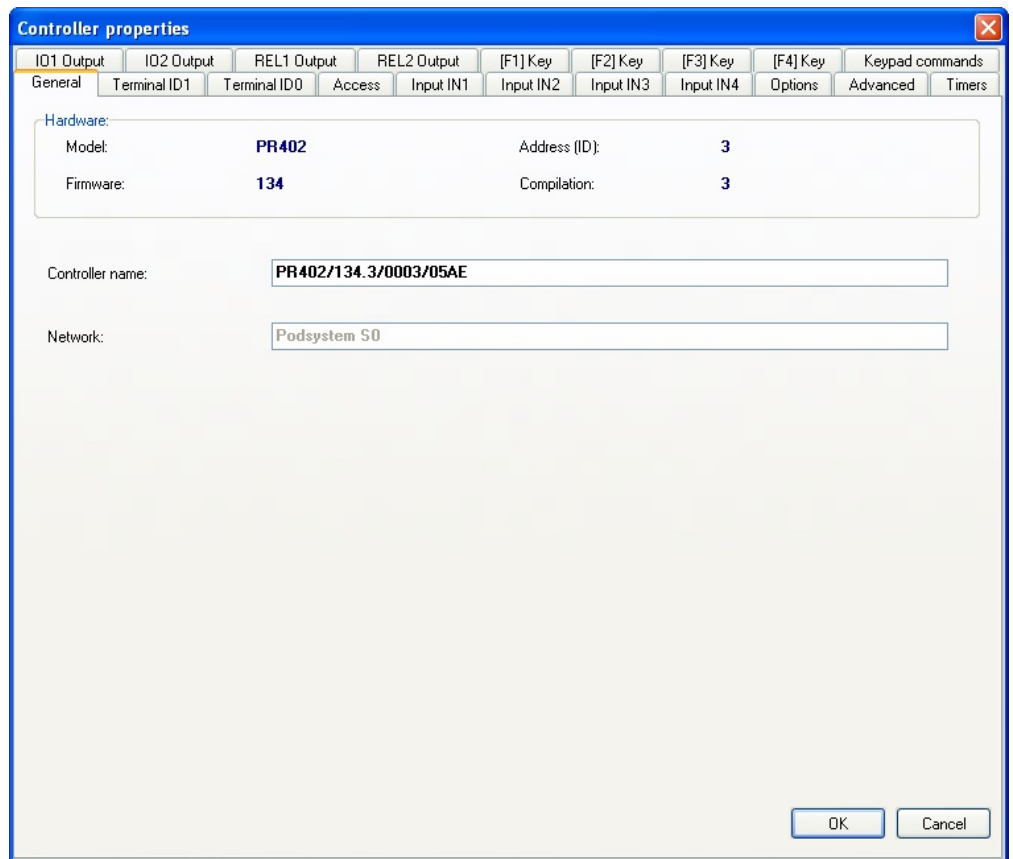 Controller properties
IO1 Output IO2 Output REL1 Output REL2 Output [F1] Key [F2] Key [F3] Key [F4] Key Keypad commands
General Terminal ID1 Terminal ID0 Access Input IN1 Input IN2 Input IN3 Input IN4 Options Advanced Timers
Hardware:
Model: PR402 Address (ID): 3
Firmware: 134 Compilation: 3
Controller name: PR402/134.3/0003/05AE
Network: Podsystem S0
OK Cancel